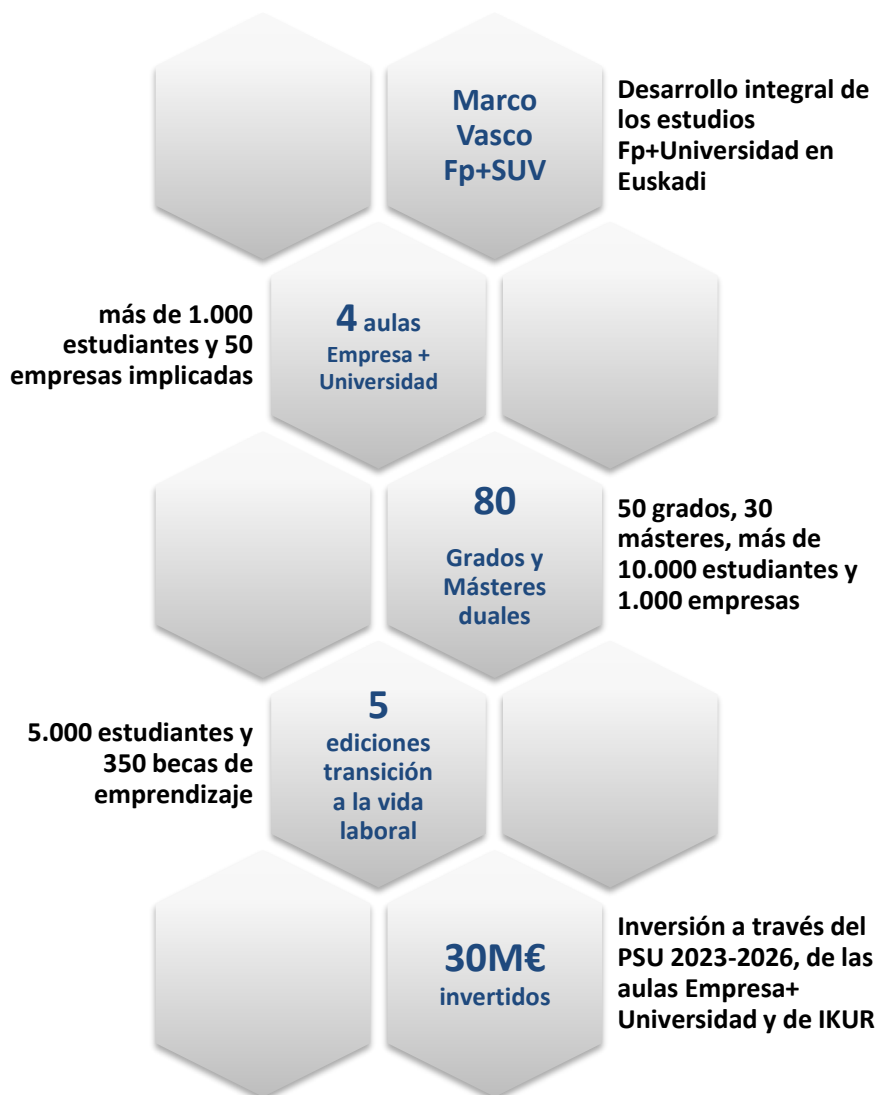 Marco
Vasco
Fp+SUV
Desarrollo integral de
los estudios
Fp+Universidad en
Euskadi
más de 1.000
estudiantes y 50
empresas implicadas
4 aulas
Empresa +
Universidad
80
Grados y
Másteres
duales
50 grados, 30
másteres, más de
10.000 estudiantes y
1.000 empresas
5.000 estudiantes y
350 becas de
emprendizaje
5
ediciones
transición
a la vida
laboral
30M€
invertidos
Inversión a través del
PSU 2023-2026, de las
aulas Empresa+
Universidad y de IKUR